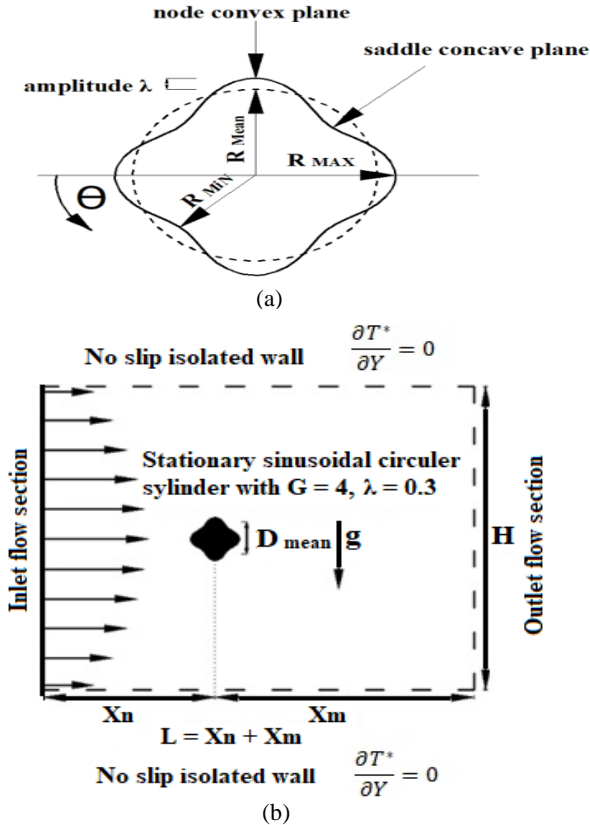 node convex plane
saddle concave plane
amplitude λ
R Mean
R MAX
R MiN
Θ
(a)
No slip isolated wall ∂T*/∂Y = 0
Stationary sinusoidal circuler
sylinder with G = 4, λ = 0.3
Inlet flow section
D mean
g
H
Outlet flow section
Xn
Xm
L = Xn + Xm
No slip isolated wall ∂T*/∂Y = 0
(b)